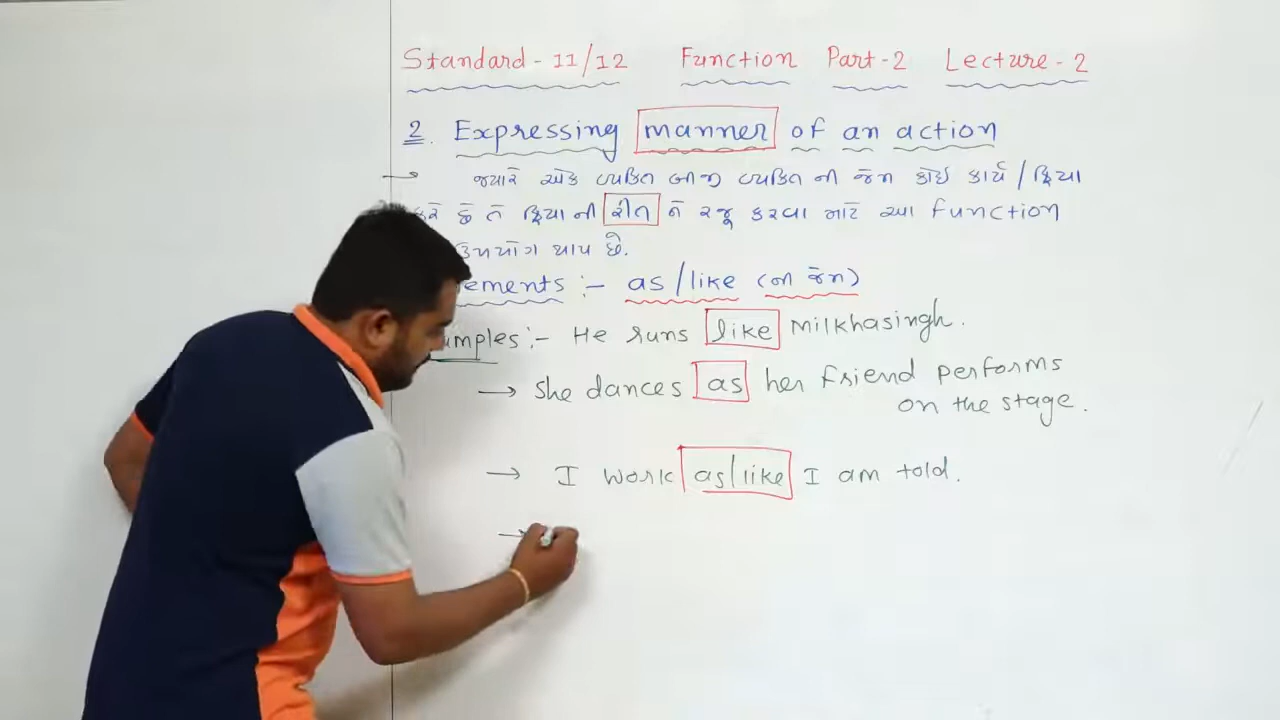 Standard - 11/12 Function Part-2 Lecture - 2
2. Expressing manner of an action
→ જ્યારે એક વ્યકિત બીજી વ્યકિત ની જેમ કોઈ કાર્ય / ક્રિયા
કરે છે તે ક્રિયા ની રીત ને રજૂ કરવા માટે આ Function
ઉપયોગ થાય છે.
ements :- as/like (ની જેમ)
amples :- He runs like Milkhasingh.
→ She dances as her friend performs
on the stage.
→ I work as/like I am told.
→